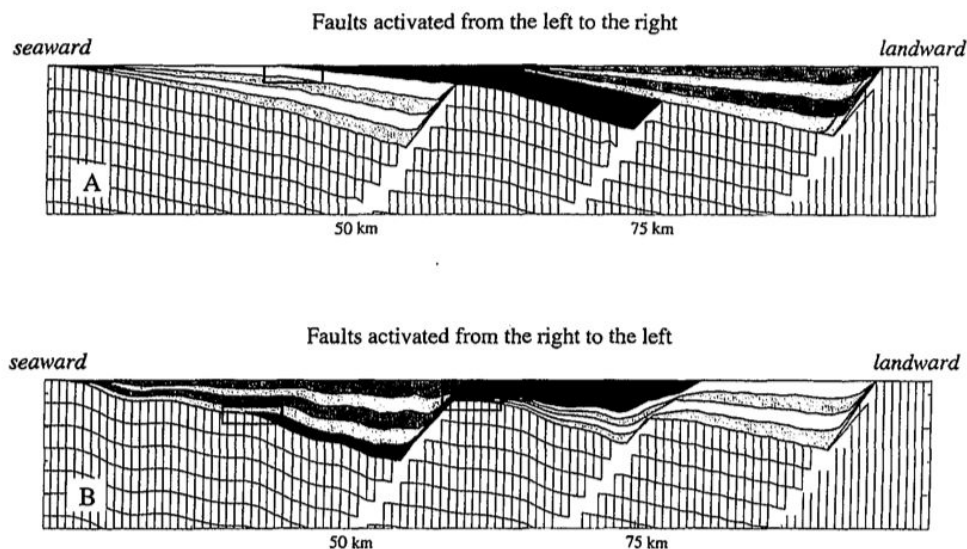 Faults activated from the left to the right
seaward
landward
A
50 km
75 km
Faults activated from the right to the left
seaward
landward
B
50 km
75 km